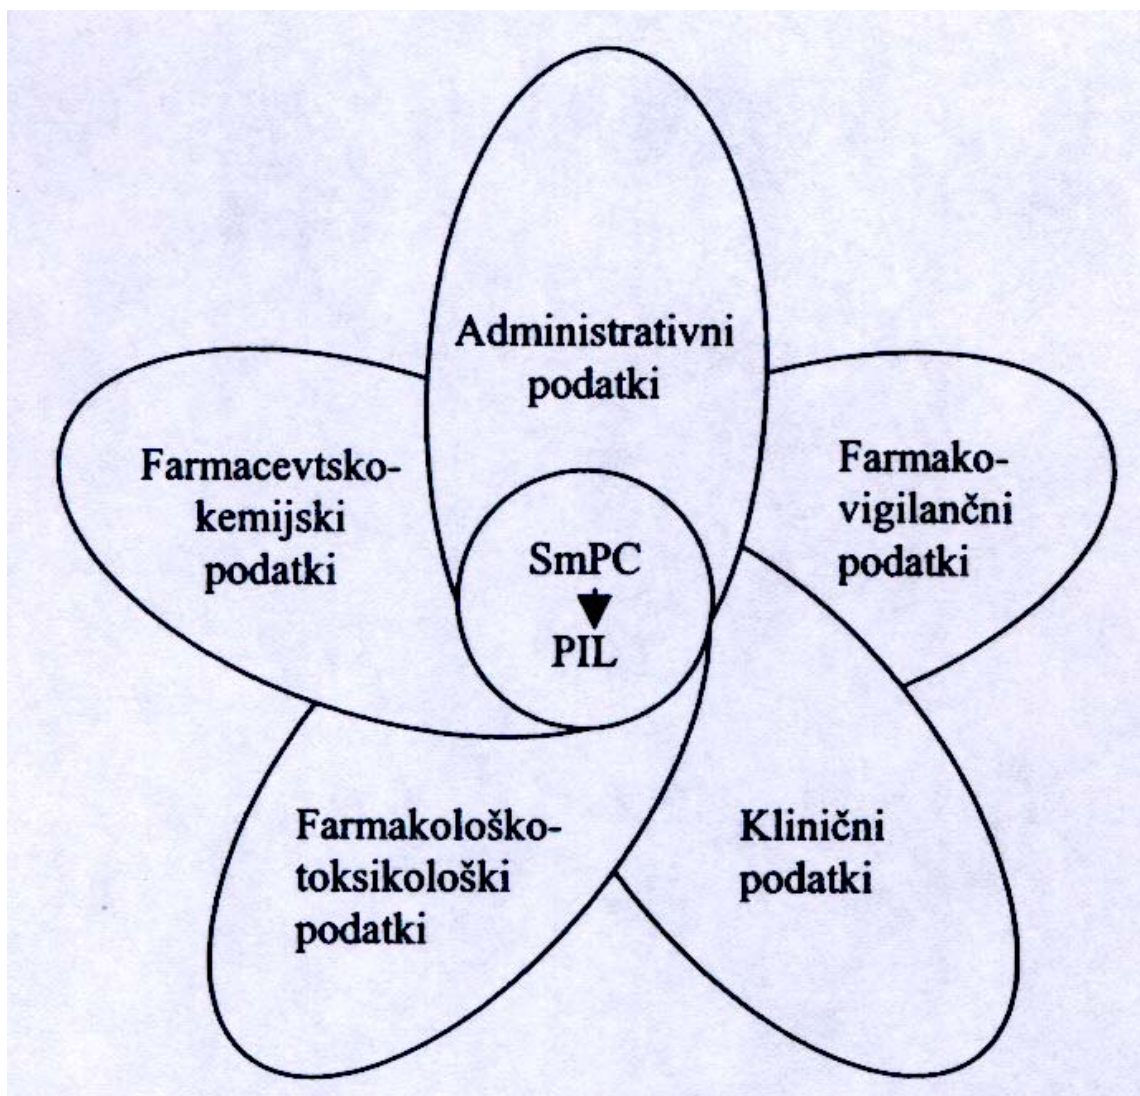 Administrativni
podatki
Farmacevtsko-
kemijski
podatki
Farmako-
vigilančni
podatki
SmPC
PIL
Farmakološko-
toksikološki
podatki
Klinični
podatki